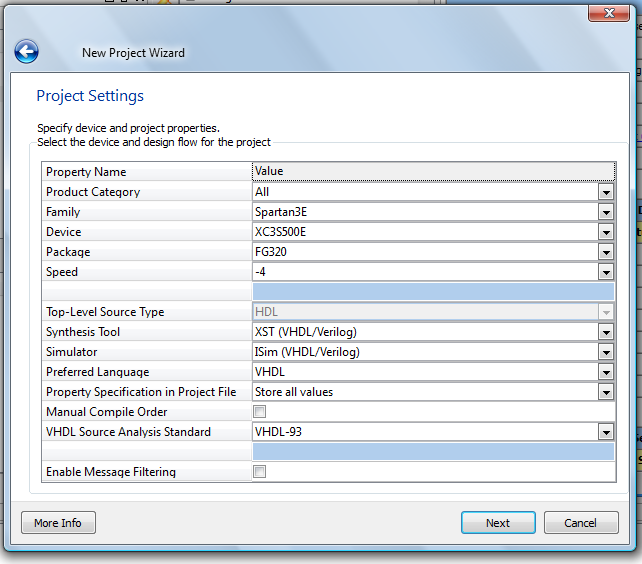 New Project Wizard
Project Settings
Specify device and project properties.
Select the device and design flow for the project
Property Name Value
Product Category All
Family Spartan3E
Device XC3S500E
Package FG320
Speed -4
Top-Level Source Type HDL
Synthesis Tool XST (VHDL/Verilog)
Simulator ISim (VHDL/Verilog)
Preferred Language VHDL
Property Specification in Project File Store all values
Manual Compile Order
VHDL Source Analysis Standard VHDL-93
Enable Message Filtering
More Info Next Cancel